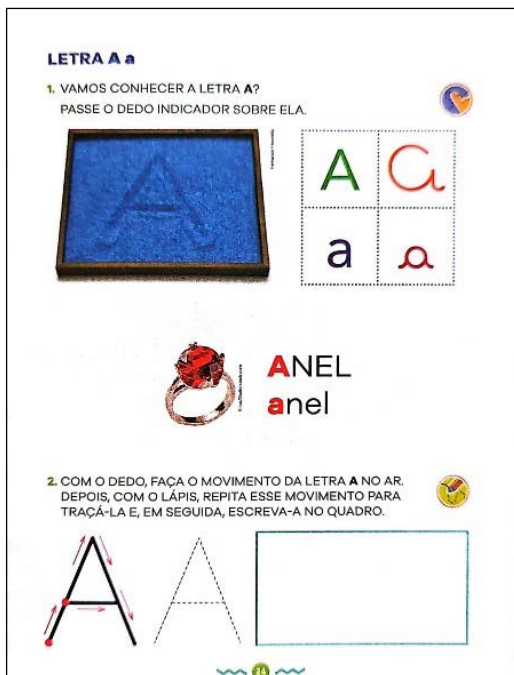 LETRA A a
1. VAMOS CONHECER A LETRA A?
PASSE O DEDO INDICADOR SOBRE ELA.
A
A
A
a
a
ANEL
anel
2. COM O DEDO, FAÇA O MOVIMENTO DA LETRA A NO AR.
DEPOIS, COM O LÁPIS, REPITA ESSE MOVIMENTO PARA
TRAÇÁ-LA E, EM SEGUIDA, ESCREVA-A NO QUADRO.
A A
24